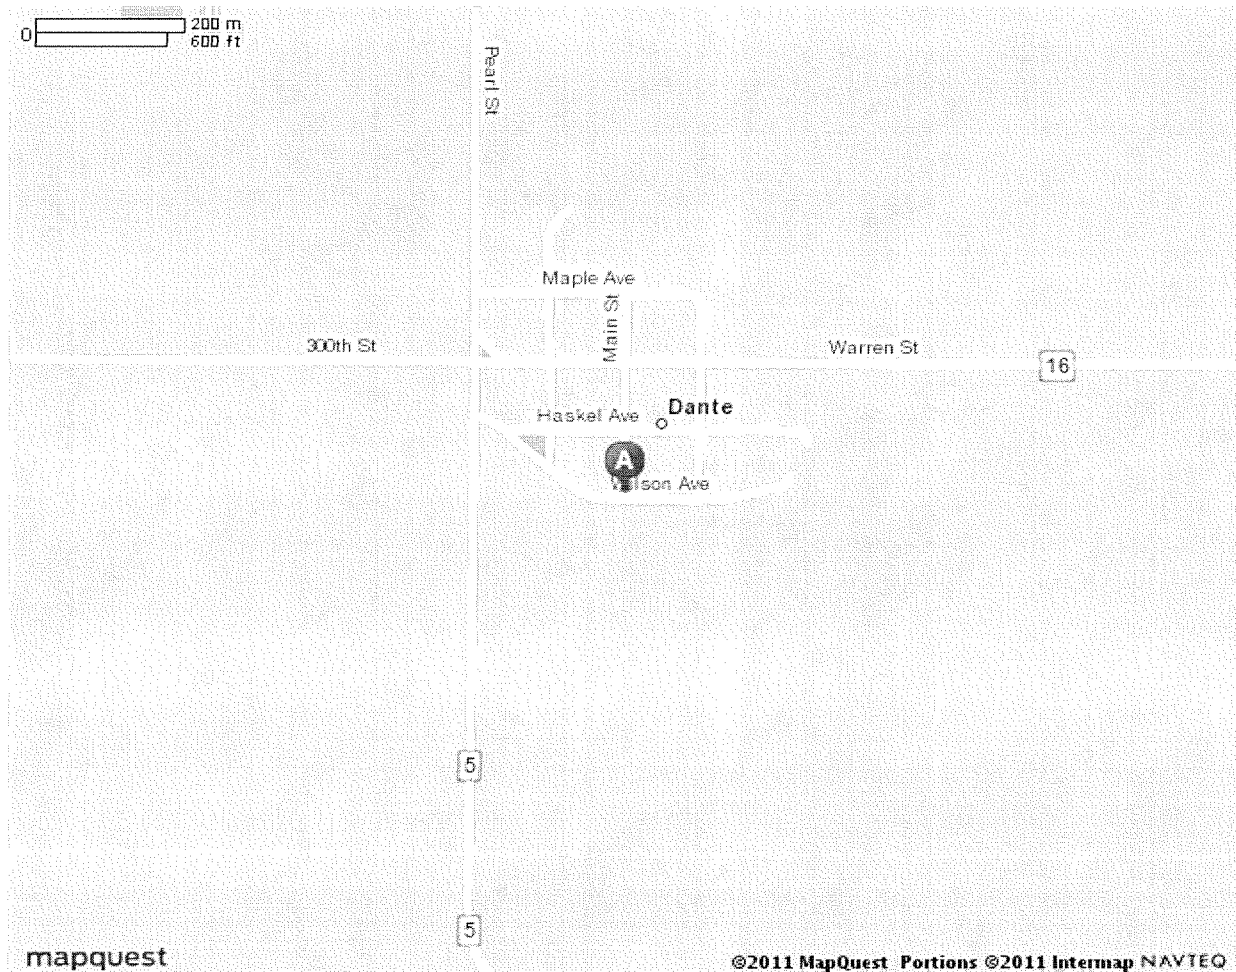 0 200 m
600 ft
Pearl St
Maple Ave
Main St
300th St
Warren St
16
Haskel Ave
Dante
A
Ave
5
5
mapquest
©2011 MapQuest Portions ©2011 Intermap NAVTEQ